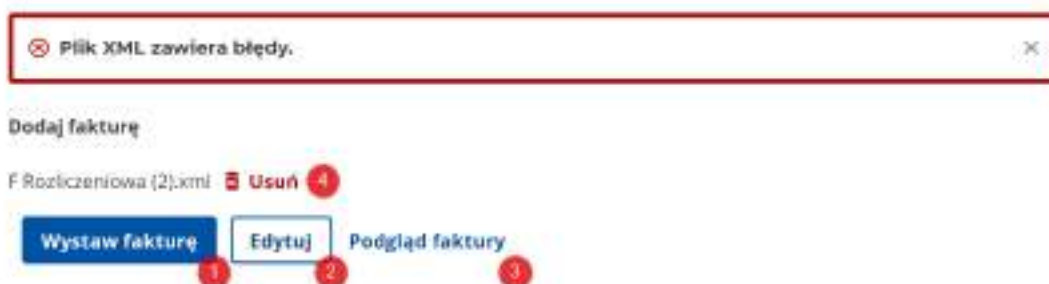 Plik XML zawiera błędy.
Dodaj fakturę
F Rozliczeniowa (2).xml Usuń 4
Wystaw fakturę Edytuj Podgląd faktury
1 2 3